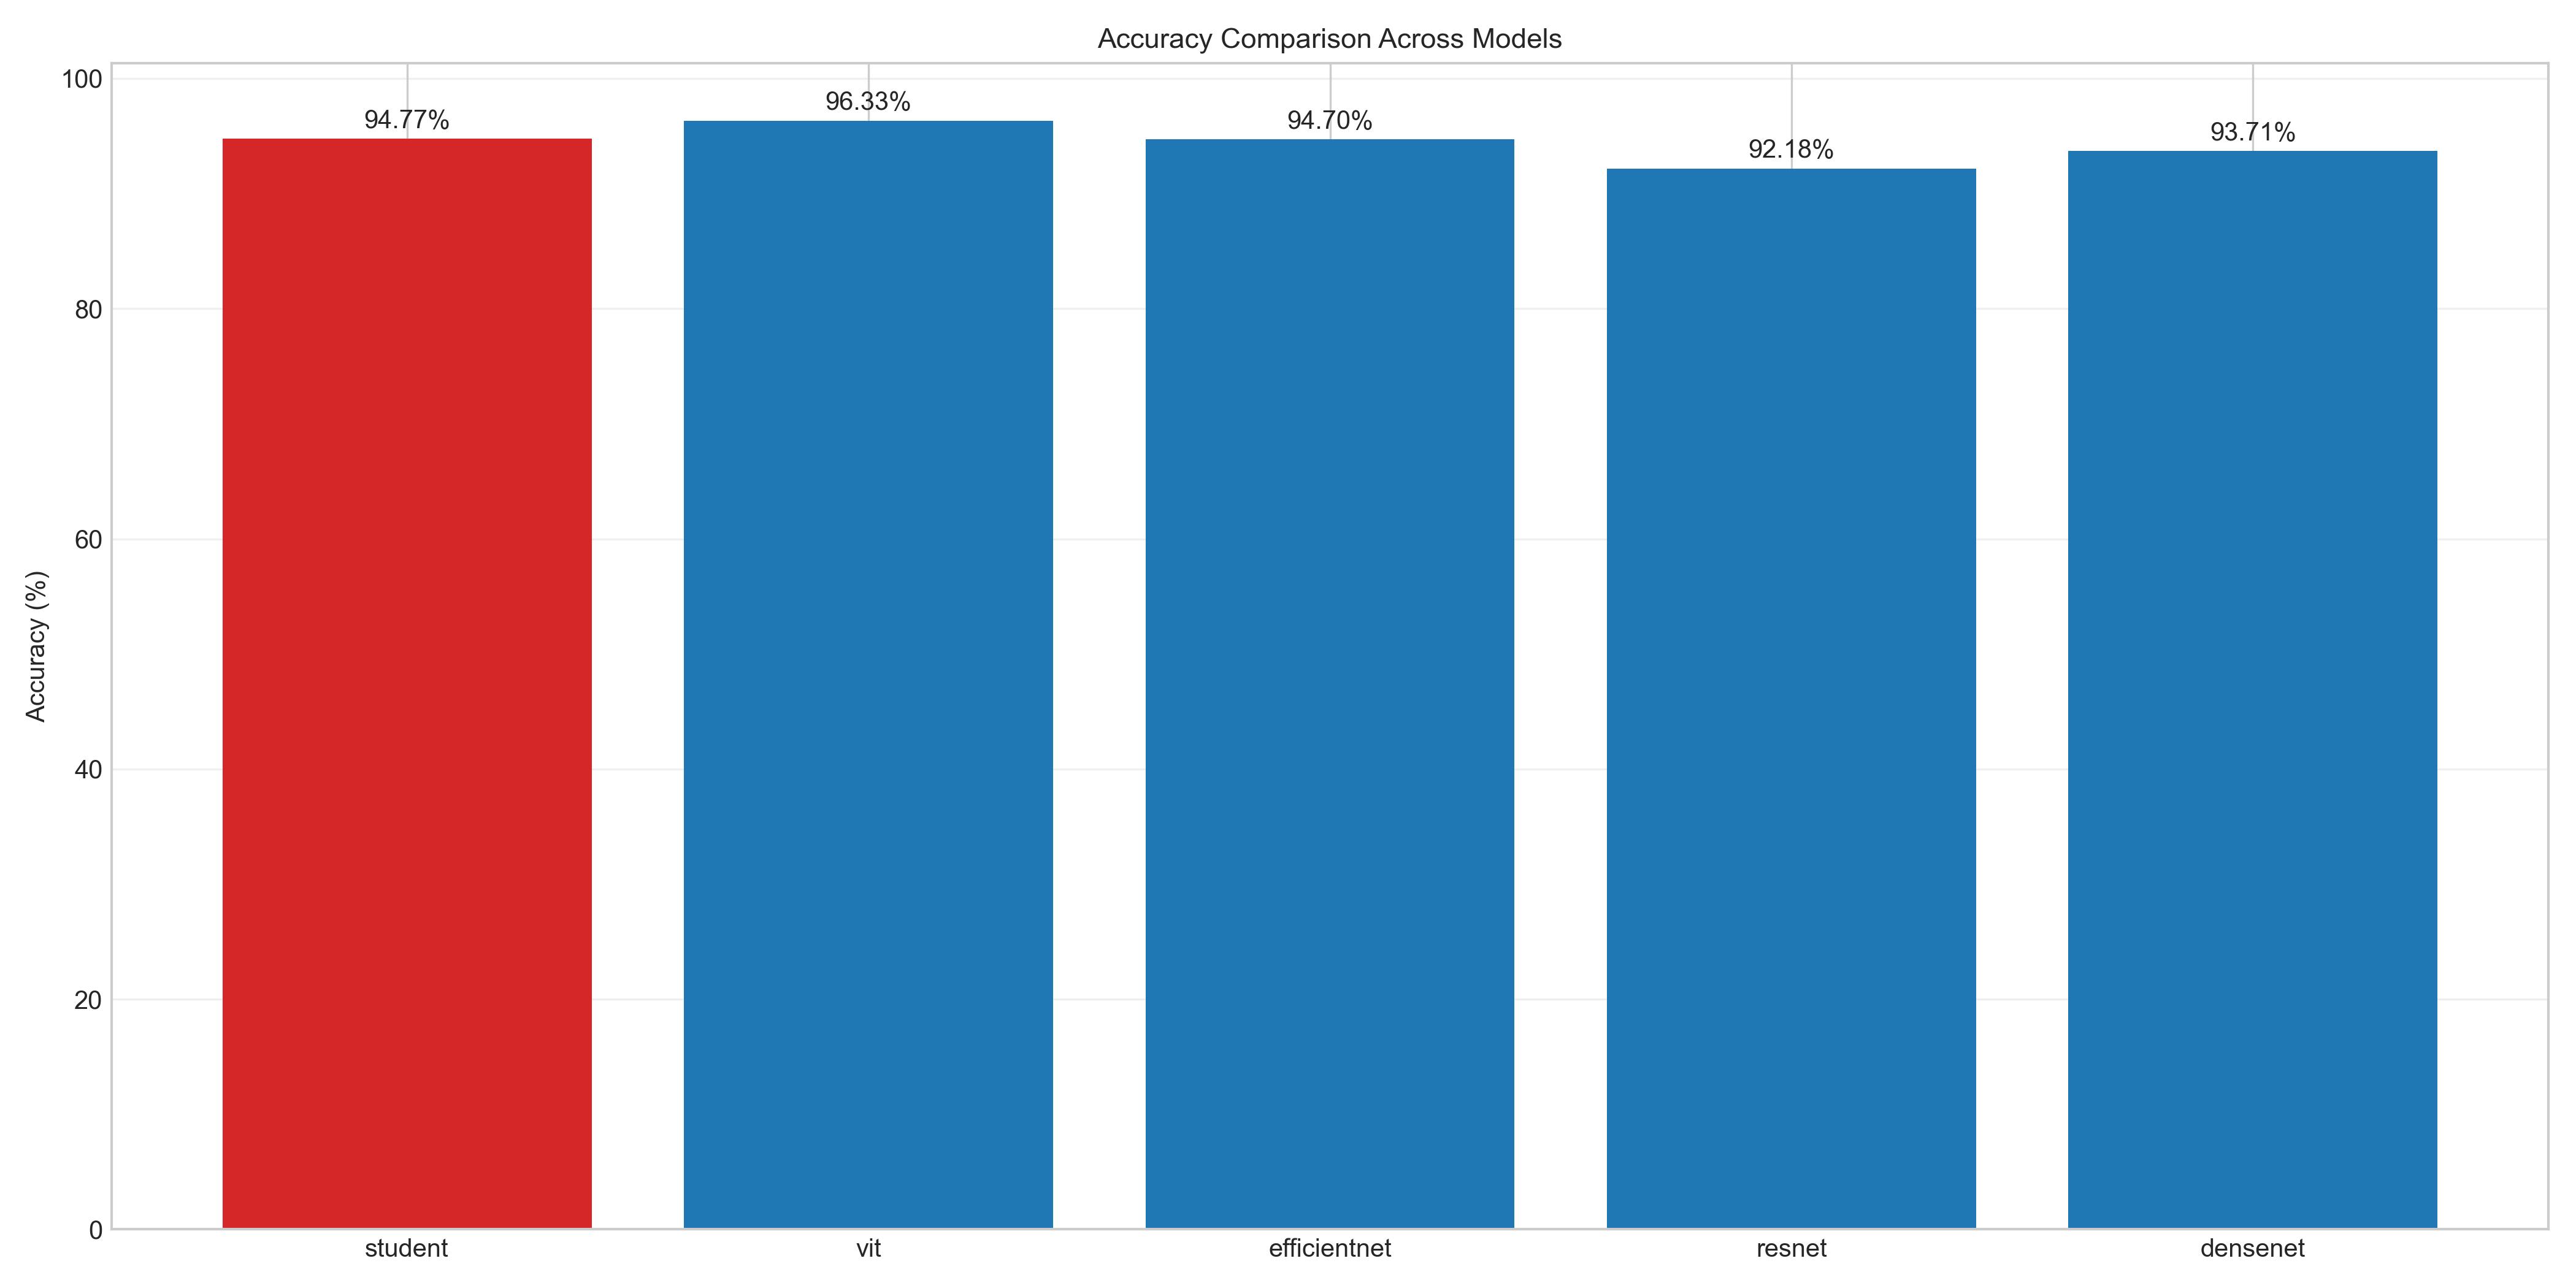 Accuracy Comparison Across Models
Accuracy (%)
100
80
60
40
20
0
94.77%
96.33%
94.70%
92.18%
93.71%
student
vit
efficientnet
resnet
densenet